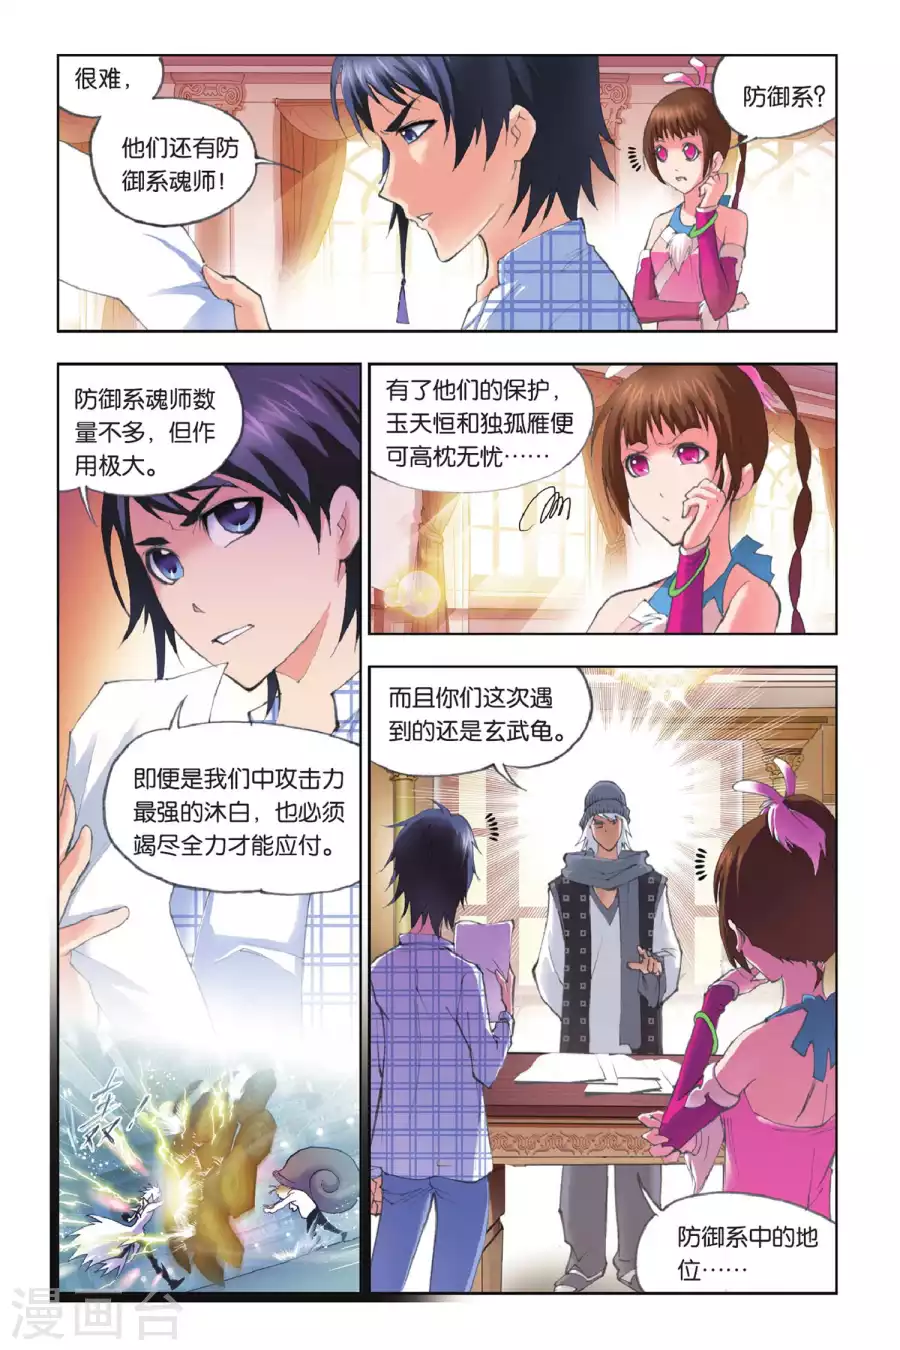 很难，
他们还有防
御系魂师！
防御系？
防御系魂师数
量不多，但作
用极大。
有了他们的保护，
玉天恒和独孤雁便
可高枕无忧……
即便是我们中攻击力
最强的沐白，也必须
竭尽全力才能应付。
而且你们这次遇
到的还是玄武龟。
轰
防御系中的地
位……
漫画台